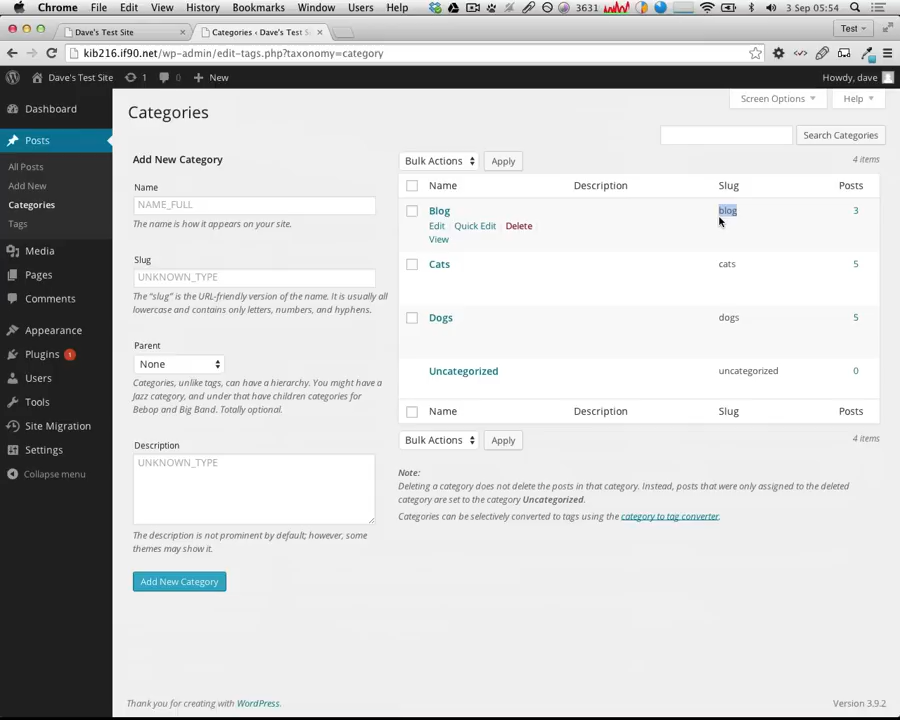 Chrome File Edit View History Bookmarks Window Users Help 3631 3 Sep 05:54
Dave's Test Site Categories ‹ Dave's Test S Test
kib216.if90.net/wp-admin/edit-tags.php?taxonomy=category
Dave's Test Site 1 0 New Howdy, dave
Dashboard
Posts
All Posts
Add New
Categories
Tags
Media
Pages
Comments
Appearance
Plugins 1
Users
Tools
Site Migration
Settings
Collapse menu
Screen Options Help
Categories
Search Categories
Add New Category
Name
NAME_FULL
The name is how it appears on your site.
Slug
UNKNOWN_TYPE
The “slug” is the URL-friendly version of the name. It is usually all
lowercase and contains only letters, numbers, and hyphens.
Parent
None
Categories, unlike tags, can have a hierarchy. You might have a
Jazz category, and under that have children categories for
Bebop and Big Band. Totally optional.
Description
UNKNOWN_TYPE
The description is not prominent by default; however, some
themes may show it.
Add New Category
Bulk Actions Apply 4 items
Name Description Slug Posts
Blog blog 3
Edit Quick Edit Delete
View
Cats cats 5
Dogs dogs 5
Uncategorized uncategorized 0
Name Description Slug Posts
Bulk Actions Apply 4 items
Note:
Deleting a category does not delete the posts in that category. Instead, posts that were only assigned to the deleted
category are set to the category Uncategorized.
Categories can be selectively converted to tags using the category to tag converter.
Thank you for creating with WordPress. Version 3.9.2